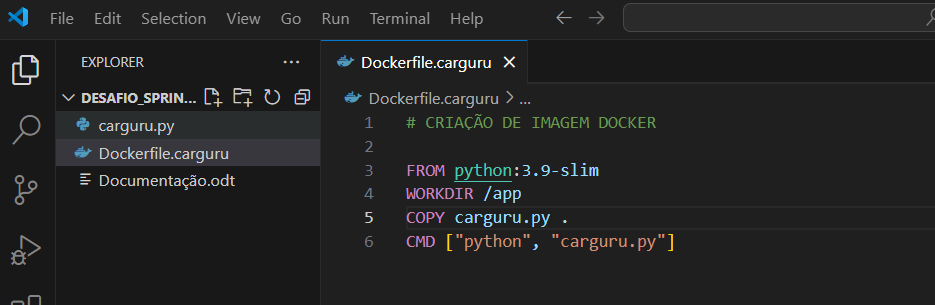 File Edit Selection View Go Run Terminal Help
EXPLORER ...
DESAFIO_SPRIN...
carguru.py
Dockerfile.carguru
Documentação.odt
Dockerfile.carguru
Dockerfile.carguru > ...
1 # CRIAÇÃO DE IMAGEM DOCKER
2
3 FROM python:3.9-slim
4 WORKDIR /app
5 COPY carguru.py .
6 CMD ["python", "carguru.py"]